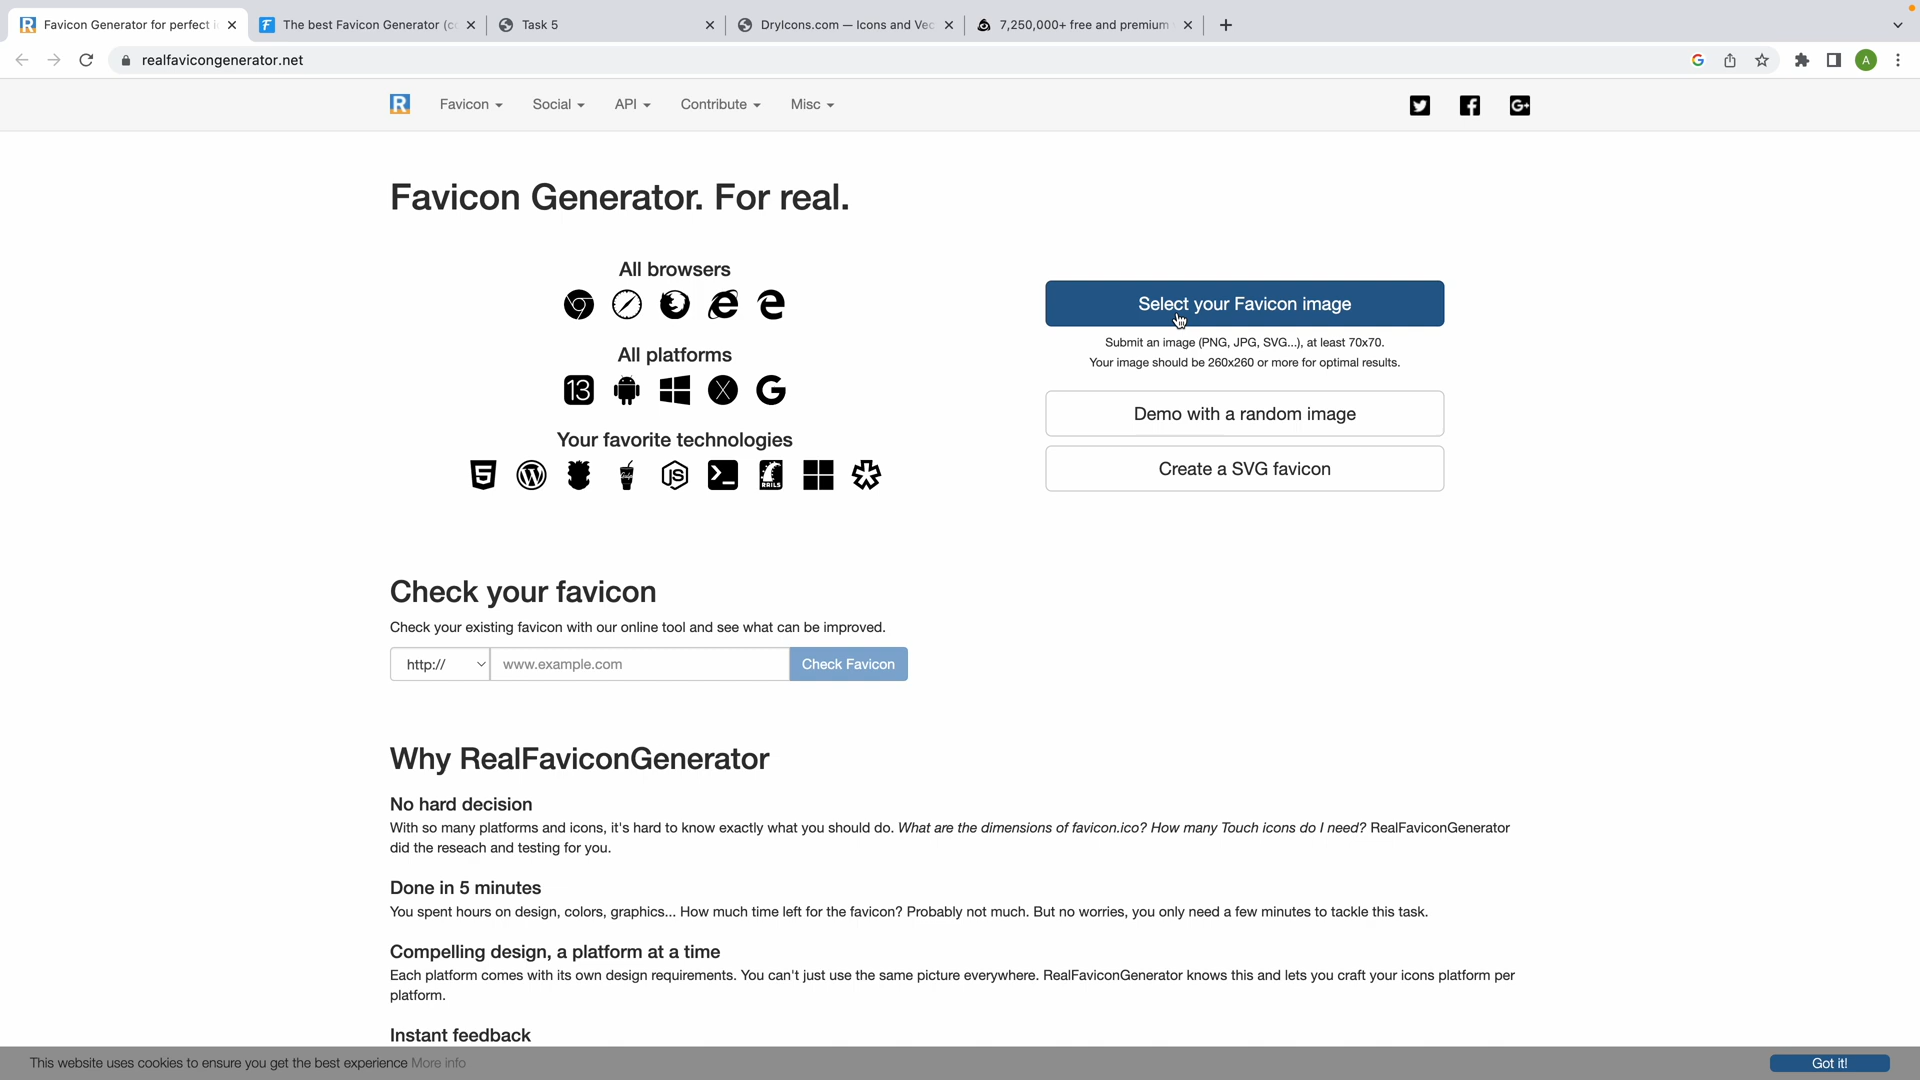 Favicon Generator for perfect i
The best Favicon Generator (co
Task 5
DryIcons.com — Icons and Vec
7,250,000+ free and premium
realfavicongenerator.net
A
R
Favicon
Social
API
Contribute
Misc
Favicon Generator. For real.
All browsers
All platforms
13
Your favorite technologies
Select your Favicon image
Submit an image (PNG, JPG, SVG...), at least 70x70.
Your image should be 260x260 or more for optimal results.
Demo with a random image
Create a SVG favicon
Check your favicon
Check your existing favicon with our online tool and see what can be improved.
http://
www.example.com
Check Favicon
Why RealFaviconGenerator
No hard decision
With so many platforms and icons, it's hard to know exactly what you should do. What are the dimensions of favicon.ico? How many Touch icons do I need? RealFaviconGenerator
did the reseach and testing for you.
Done in 5 minutes
You spent hours on design, colors, graphics... How much time left for the favicon? Probably not much. But no worries, you only need a few minutes to tackle this task.
Compelling design, a platform at a time
Each platform comes with its own design requirements. You can't just use the same picture everywhere. RealFaviconGenerator knows this and lets you craft your icons platform per
platform.
Instant feedback
This website uses cookies to ensure you get the best experience More info
Got it!